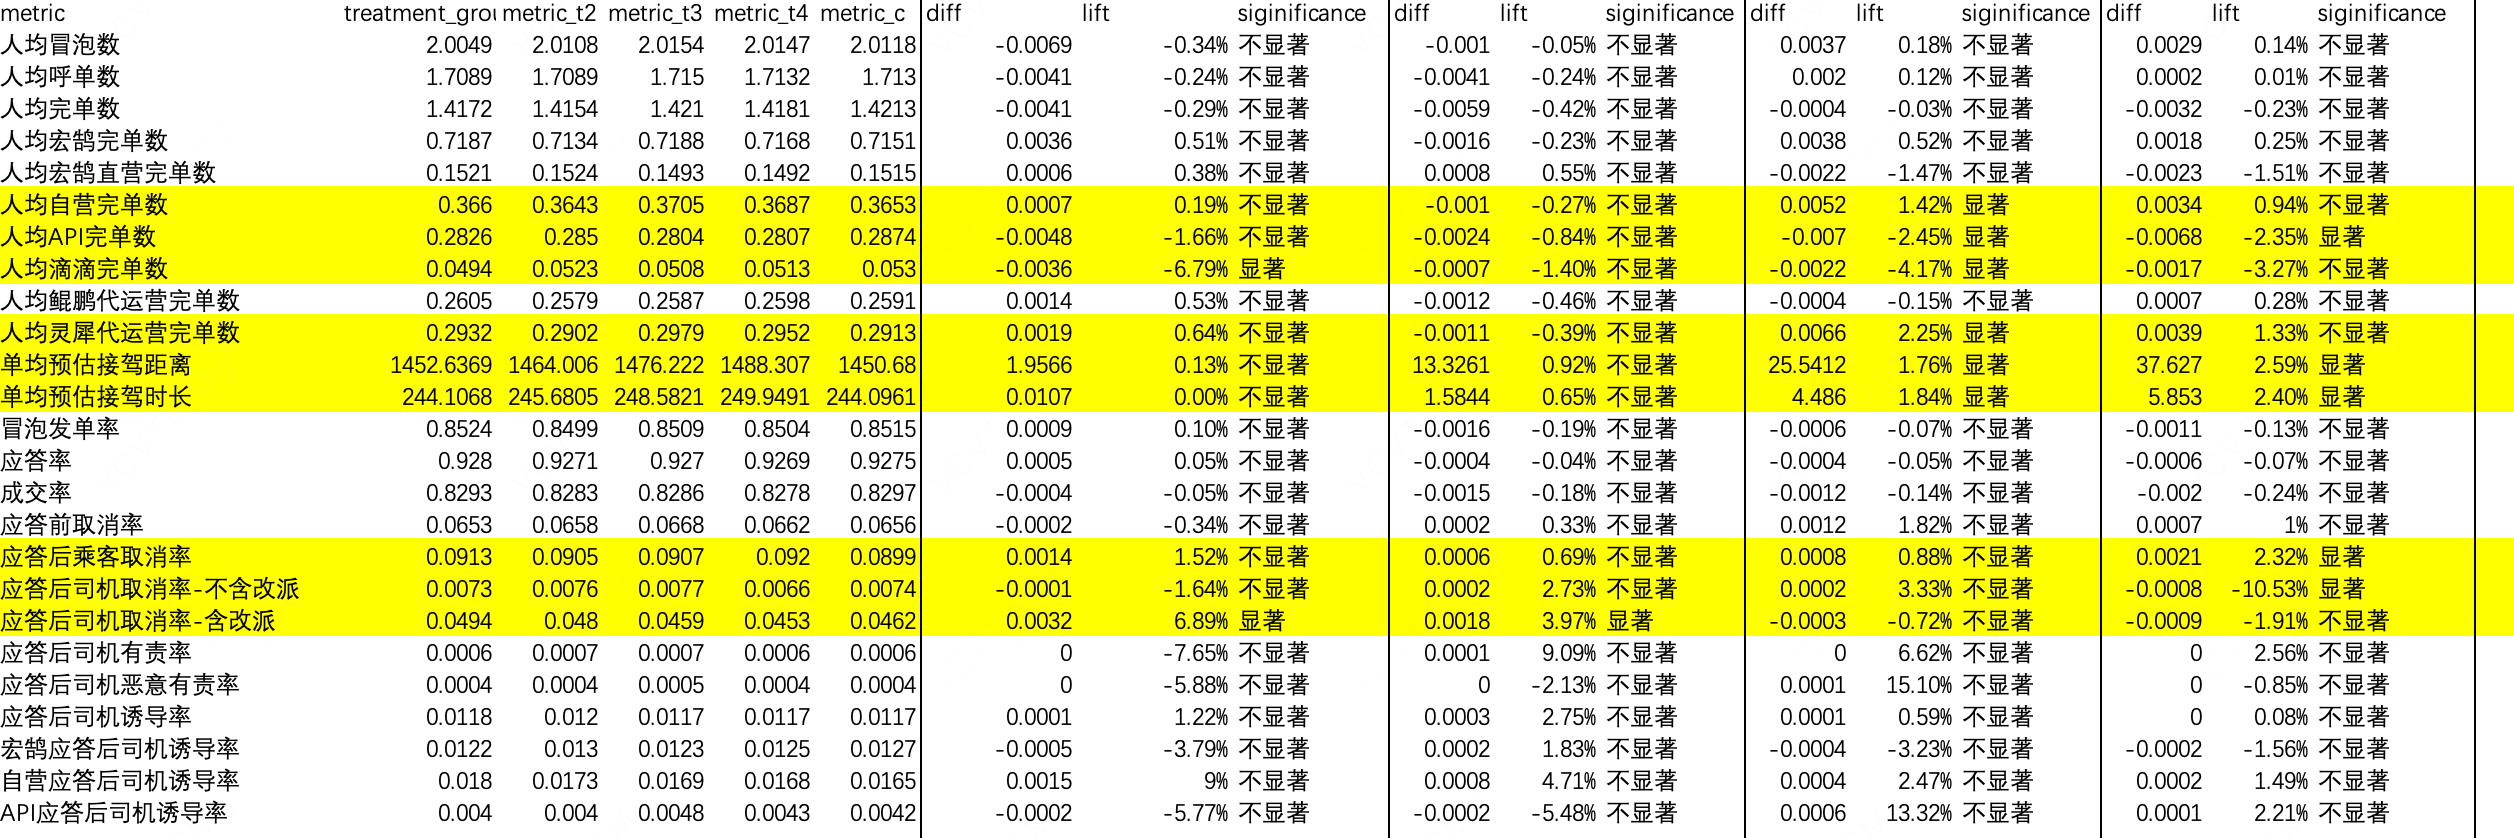 metric treatment_grou metric_t2 metric_t3 metric_t4 metric_c diff lift siginificance diff lift siginificance diff lift siginificance diff lift siginificance
人均冒泡数 2.0049 2.0108 2.0154 2.0147 2.0118 -0.0069 -0.34% 不显著 -0.001 -0.05% 不显著 0.0037 0.18% 不显著 0.0029 0.14% 不显著
人均呼单数 1.7089 1.7089 1.715 1.7132 1.713 -0.0041 -0.24% 不显著 -0.0041 -0.24% 不显著 0.002 0.12% 不显著 0.0002 0.01% 不显著
人均完单数 1.4172 1.4154 1.421 1.4181 1.4213 -0.0041 -0.29% 不显著 -0.0059 -0.42% 不显著 -0.0004 -0.03% 不显著 -0.0032 -0.23% 不显著
人均宏鹄完单数 0.7187 0.7134 0.7188 0.7168 0.7151 0.0036 0.51% 不显著 -0.0016 -0.23% 不显著 0.0038 0.52% 不显著 0.0018 0.25% 不显著
人均宏鹄直营完单数 0.1521 0.1524 0.1493 0.1492 0.1515 0.0006 0.38% 不显著 0.0008 0.55% 不显著 -0.0022 -1.47% 不显著 -0.0023 -1.51% 不显著
人均自营完单数 0.366 0.3643 0.3705 0.3687 0.3653 0.0007 0.19% 不显著 -0.001 -0.27% 不显著 0.0052 1.42% 显著 0.0034 0.94% 不显著
人均API完单数 0.2826 0.285 0.2804 0.2807 0.2874 -0.0048 -1.66% 不显著 -0.0024 -0.84% 不显著 -0.007 -2.45% 显著 -0.0068 -2.35% 显著
人均滴滴完单数 0.0494 0.0523 0.0508 0.0513 0.053 -0.0036 -6.79% 显著 -0.0007 -1.40% 不显著 -0.0022 -4.17% 显著 -0.0017 -3.27% 显著
人均鲲鹏代运营完单数 0.2605 0.2579 0.2587 0.2598 0.2591 0.0014 0.53% 不显著 -0.0012 -0.46% 不显著 -0.0004 -0.15% 不显著 0.0007 0.28% 不显著
人均灵犀代运营完单数 0.2932 0.2902 0.2979 0.2952 0.2913 0.0019 0.64% 不显著 -0.0011 -0.39% 不显著 0.0066 2.25% 显著 0.0039 1.33% 不显著
单均预估接驾距离 1452.6369 1464.006 1476.222 1488.307 1450.68 1.9566 0.13% 不显著 13.3261 0.92% 不显著 25.5412 1.76% 显著 37.627 2.59% 显著
单均预估接驾时长 244.1068 245.6805 248.5821 249.9491 244.0961 0.0107 0.00% 不显著 1.5844 0.65% 不显著 4.486 1.84% 显著 5.853 2.40% 显著
冒泡发单率 0.8524 0.8499 0.8509 0.8504 0.8515 0.0009 0.10% 不显著 -0.0016 -0.19% 不显著 -0.0006 -0.07% 不显著 -0.0011 -0.13% 不显著
应答率 0.928 0.9271 0.927 0.9269 0.9275 0.0005 0.05% 不显著 -0.0004 -0.04% 不显著 -0.0004 -0.05% 不显著 -0.0006 -0.07% 不显著
成交率 0.8293 0.8283 0.8286 0.8278 0.8297 -0.0004 -0.05% 不显著 -0.0015 -0.18% 不显著 -0.0012 -0.14% 不显著 -0.002 -0.24% 不显著
应答前取消率 0.0653 0.0658 0.0668 0.0662 0.0656 -0.0002 -0.34% 不显著 0.0002 0.33% 不显著 0.0012 1.82% 不显著 0.0007 1% 不显著
应答后乘客取消率 0.0913 0.0905 0.0907 0.092 0.0899 0.0014 1.52% 不显著 0.0006 0.69% 不显著 0.0008 0.88% 不显著 0.0021 2.32% 显著
应答后司机取消率-不含改派 0.0073 0.0076 0.0077 0.0066 0.0074 -0.0001 -1.64% 不显著 0.0002 2.73% 不显著 0.0002 3.33% 不显著 -0.0008 -10.53% 显著
应答后司机取消率-含改派 0.0494 0.048 0.0459 0.0453 0.0462 0.0032 6.89% 显著 0.0018 3.97% 显著 -0.0003 -0.72% 不显著 -0.0009 -1.91% 不显著
应答后司机有责率 0.0006 0.0007 0.0007 0.0006 0.0006 0 -7.65% 不显著 0.0001 9.09% 不显著 0 6.62% 不显著 0 2.56% 不显著
应答后司机恶意有责率 0.0004 0.0004 0.0005 0.0004 0.0004 0 -5.88% 不显著 0 -2.13% 不显著 0.0001 15.10% 不显著 0 -0.85% 不显著
应答后司机诱导率 0.0118 0.012 0.0117 0.0117 0.0117 0.0001 1.22% 不显著 0.0003 2.75% 不显著 0.0001 0.59% 不显著 0 0.08% 不显著
宏鹄应答后司机诱导率 0.0122 0.013 0.0123 0.0125 0.0127 -0.0005 -3.79% 不显著 0.0002 1.83% 不显著 -0.0004 -3.23% 不显著 -0.0002 -1.56% 不显著
自营应答后司机诱导率 0.018 0.0173 0.0169 0.0168 0.0165 0.0015 9% 不显著 0.0008 4.71% 不显著 0.0004 2.47% 不显著 0.0002 1.49% 不显著
API应答后司机诱导率 0.004 0.004 0.0048 0.0043 0.0042 -0.0002 -5.77% 不显著 -0.0002 -5.48% 不显著 0.0006 13.32% 不显著 0.0001 2.21% 不显著